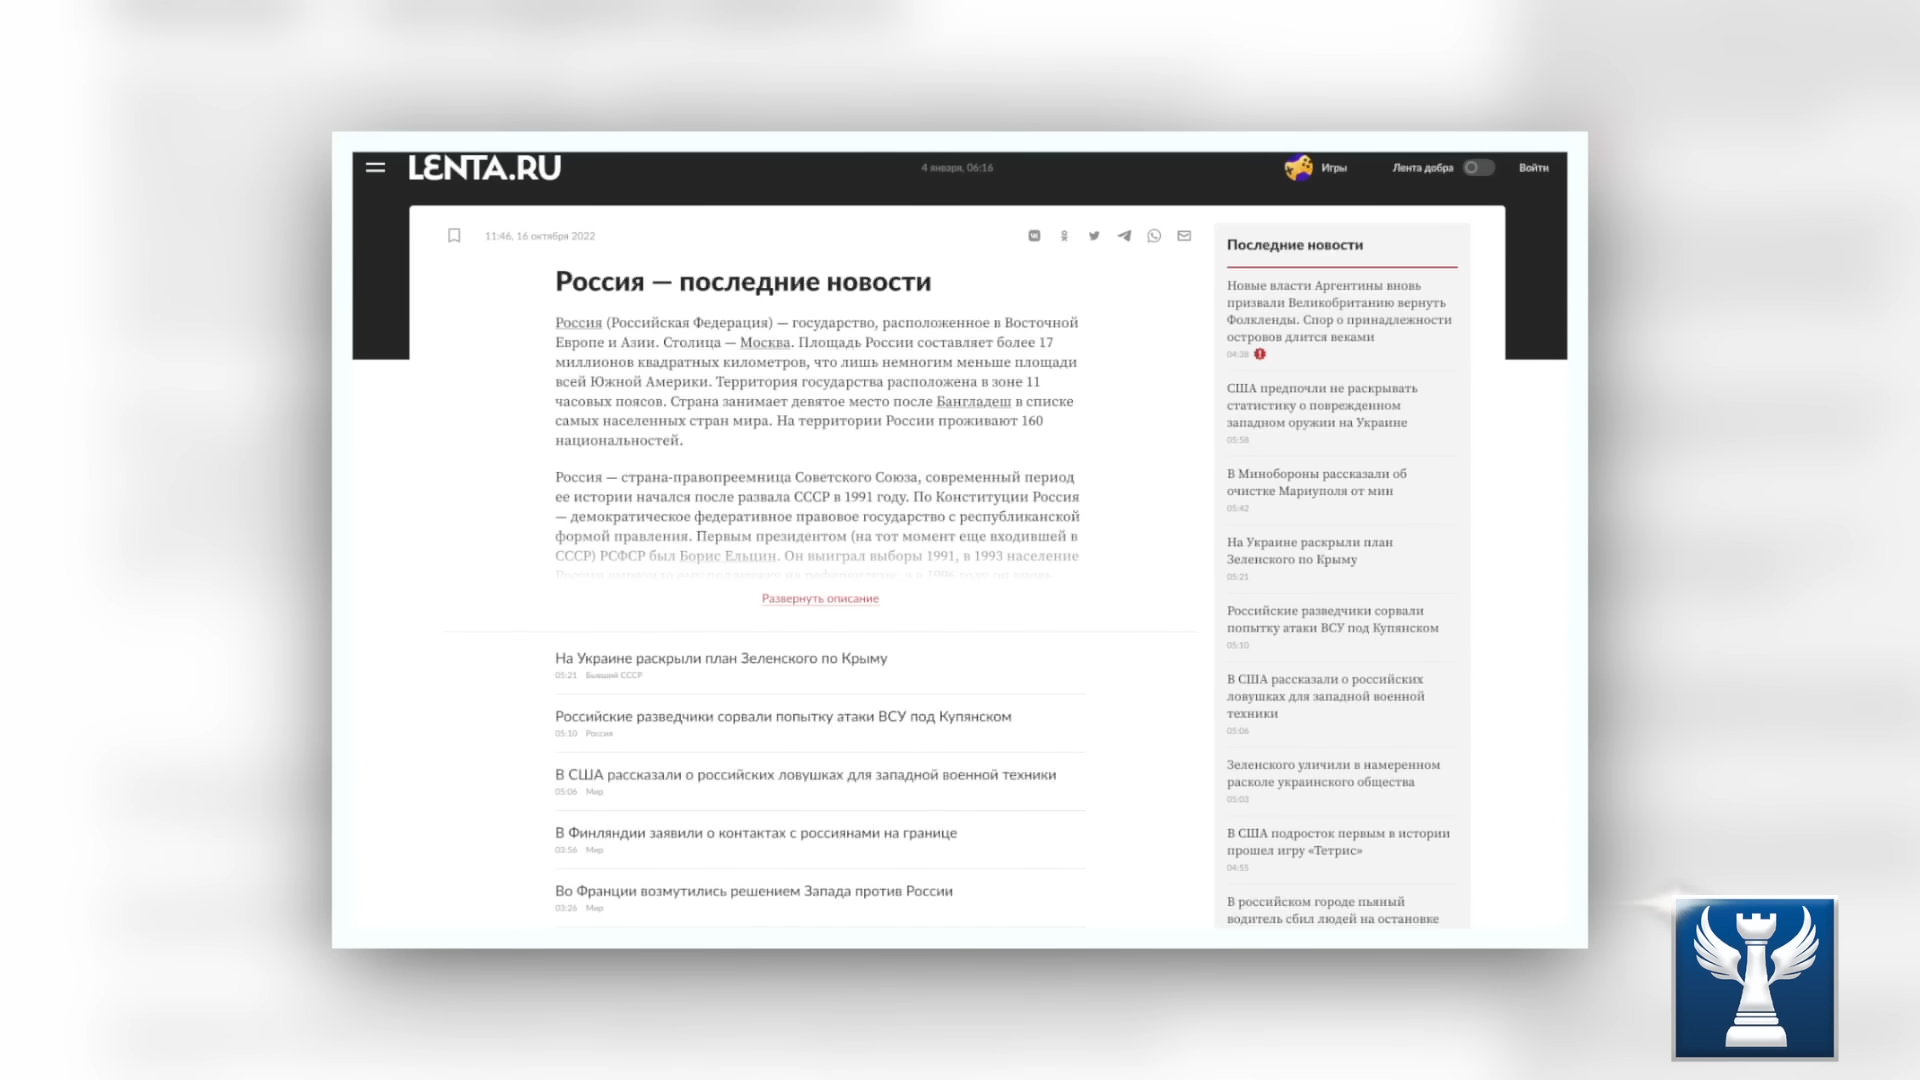 LENTA.RU
4 января, 06:16
Игры
Лента добра
Войти
11:46, 16 октября 2022
Россия — последние новости
Россия (Российская Федерация) — государство, расположенное в Восточной
Европе и Азии. Столица — Москва. Площадь России составляет более 17
миллионов квадратных километров, что лишь немногим меньше площади
всей Южной Америки. Территория государства расположена в зоне 11
часовых поясов. Страна занимает девятое место после Бангладеш в списке
самых населенных стран мира. На территории России проживают 160
национальностей.
Россия — страна-правопреемница Советского Союза, современный период
ее истории начался после развала СССР в 1991 году. По Конституции Россия
— демократическое федеративное правовое государство с республиканской
формой правления. Первым президентом (на тот момент еще входившей в
СССР) РСФСР был Борис Ельцин. Он выиграл выборы 1991, в 1993 население
Развернуть описание
На Украине раскрыли план Зеленского по Крыму
05:21 Бывший СССР
Российские разведчики сорвали попытку атаки ВСУ под Купянском
05:10 Россия
В США рассказали о российских ловушках для западной военной техники
05:06 Мир
В Финляндии заявили о контактах с россиянами на границе
03:56 Мир
Во Франции возмутились решением Запада против России
03:26 Мир
Последние новости
Новые власти Аргентины вновь
призвали Великобританию вернуть
Фолкленды. Спор о принадлежности
островов длится веками
04:38
США предпочли не раскрывать
статистику о поврежденном
западном оружии на Украине
05:58
В Минобороны рассказали об
очистке Мариуполя от мин
05:42
На Украине раскрыли план
Зеленского по Крыму
05:21
Российские разведчики сорвали
попытку атаки ВСУ под Купянском
05:10
В США рассказали о российских
ловушках для западной военной
техники
05:06
Зеленского уличили в намеренном
расколе украинского общества
05:03
В США подросток первым в истории
прошел игру «Тетрис»
04:55
В российском городе пьяный
водитель сбил людей на остановке